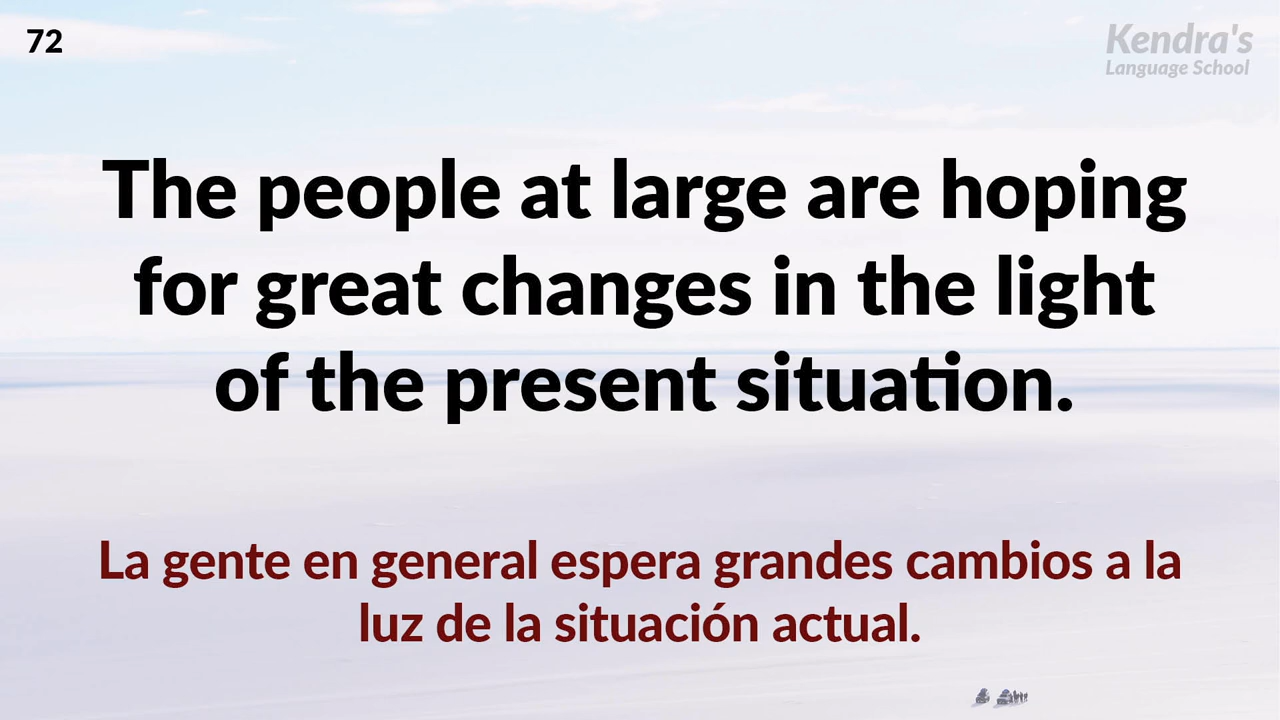 72
Kendra's
Language School
The people at large are hoping
for great changes in the light
of the present situation.
La gente en general espera grandes cambios a la
luz de la situación actual.